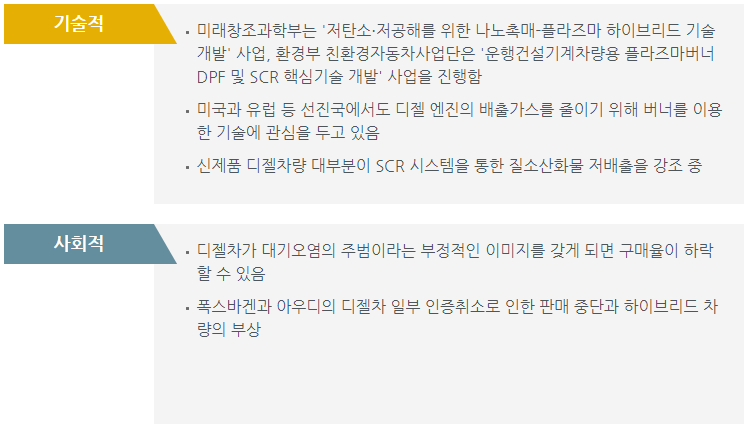 기술적
· 미래창조과학부는 '저탄소·저공해를 위한 나노촉매-플라즈마 하이브리드 기술
개발' 사업, 환경부 친환경자동차사업단은 '운행건설기계차량용 플라즈마버너
DPF 및 SCR 핵심기술 개발' 사업을 진행함
· 미국과 유럽 등 선진국에서도 디젤 엔진의 배출가스를 줄이기 위해 버너를 이용
한 기술에 관심을 두고 있음
· 신제품 디젤차량 대부분이 SCR 시스템을 통한 질소산화물 저배출을 강조 중
사회적
· 디젤차가 대기오염의 주범이라는 부정적인 이미지를 갖게 되면 구매율이 하락
할 수 있음
· 폭스바겐과 아우디의 디젤차 일부 인증취소로 인한 판매 중단과 하이브리드 차
량의 부상